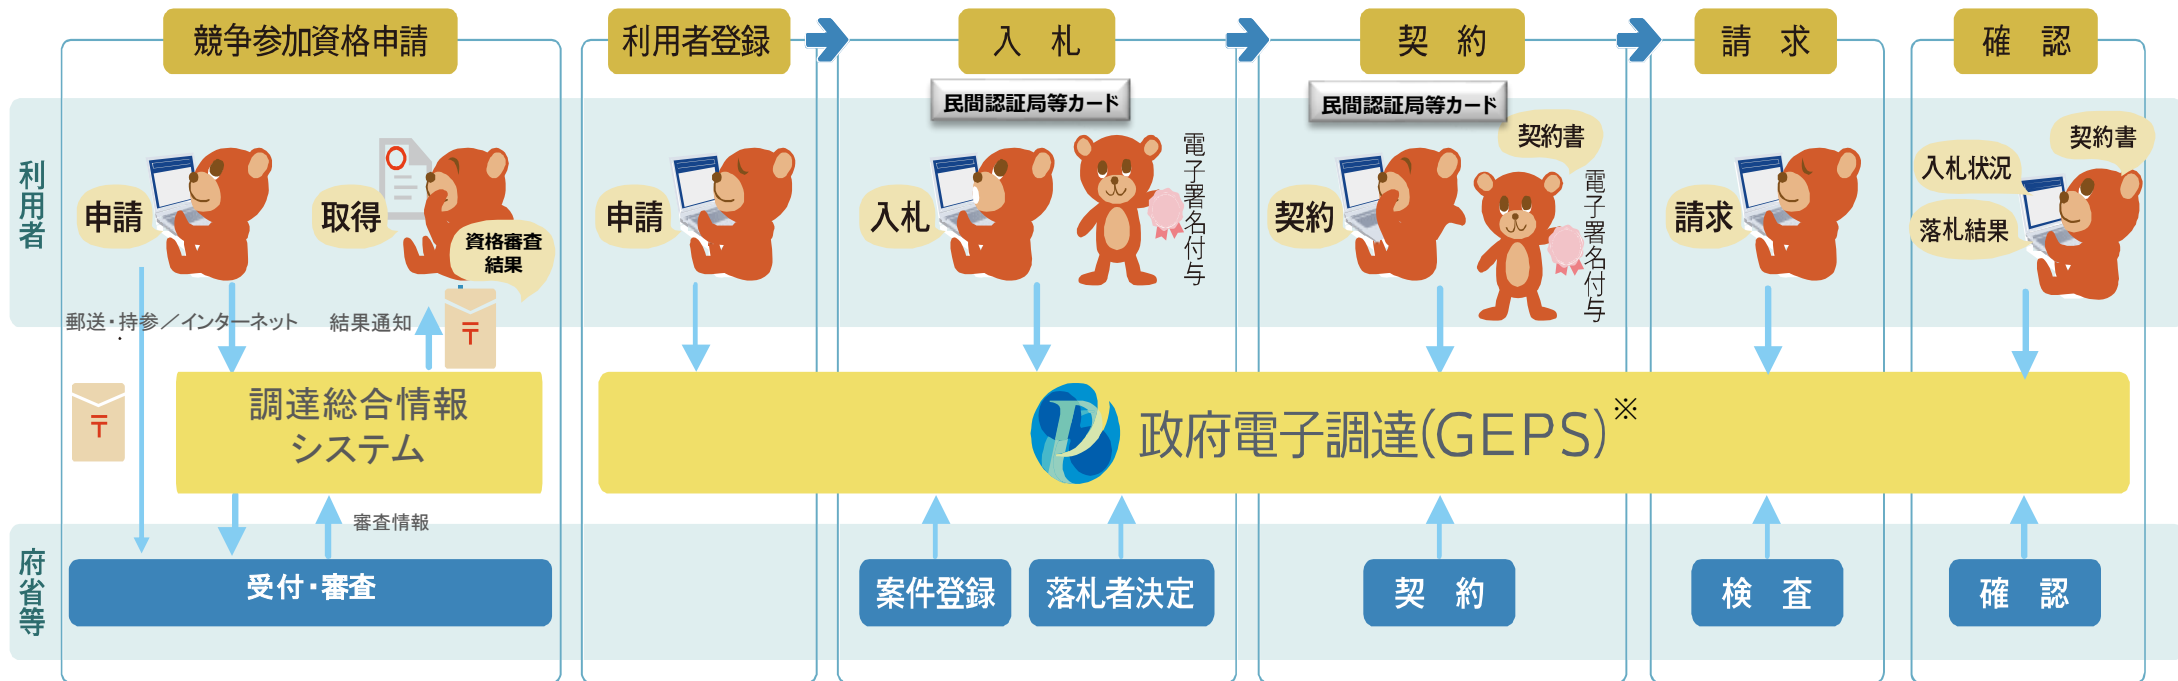 競争参加資格申請
利用者登録
入 札
契 約
請 求
確 認
民間認証局等カード
民間認証局等カード
利用者
申請
取得
資格審査
結果
申請
入札
電子署名付与
契約
契約書
電子署名付与
請求
入札状況
契約書
落札結果
郵送・持参／インターネット
結果通知
〒
〒
調達総合情報
システム
政府電子調達(GEPS)※
審査情報
府省等
受付・審査
案件登録
落札者決定
契 約
検 査
確 認